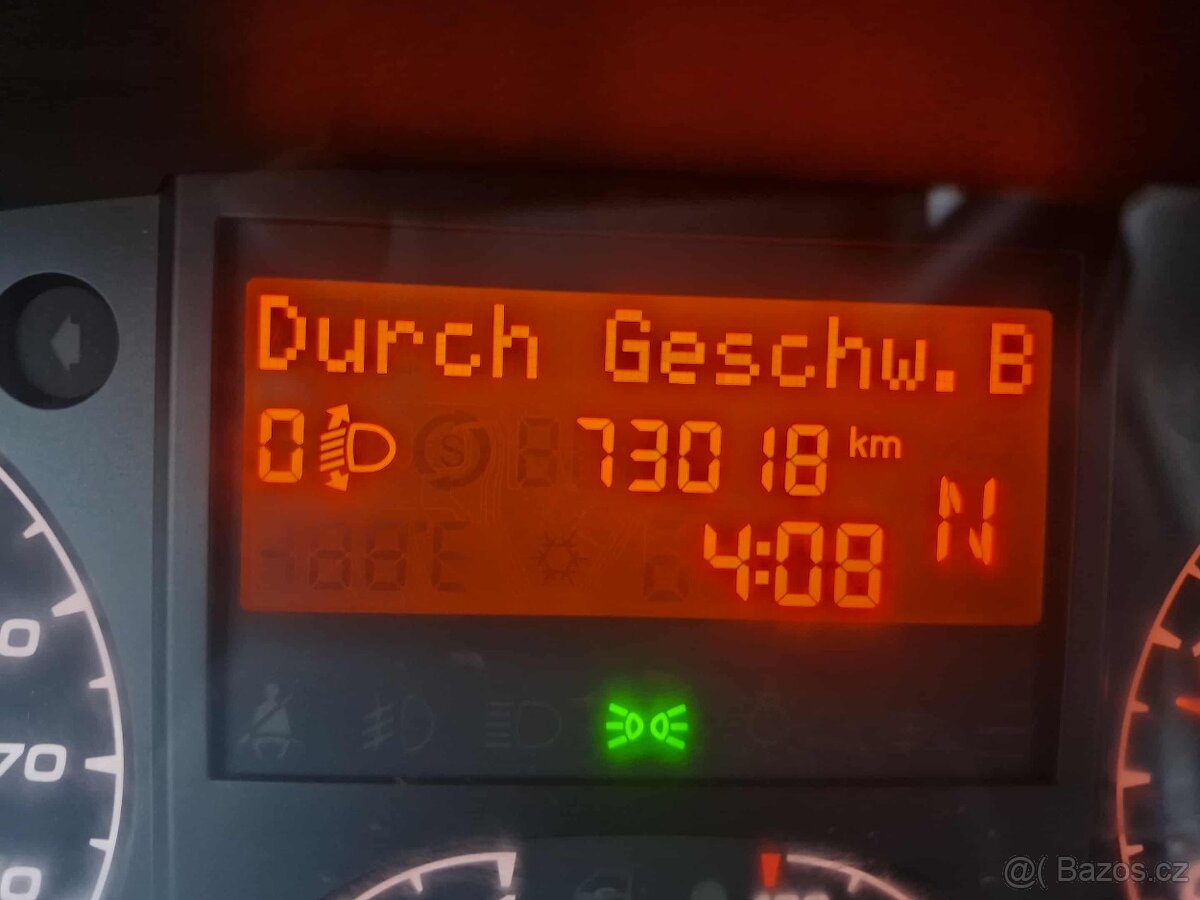 Durch Geschw. B
0 73018 km
N
4:08
70
@( Bazos.cz